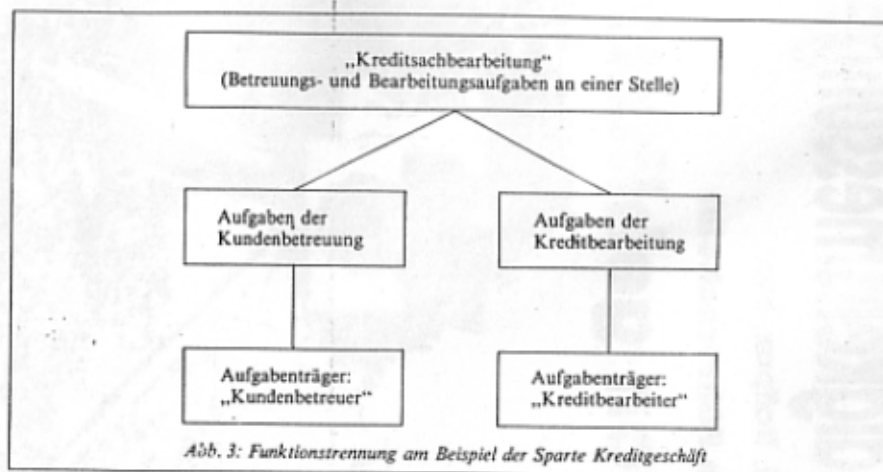 „Kreditsachbearbeitung“
(Betreuungs- und Bearbeitungsaufgaben an einer Stelle)
Aufgaben der
Kundenbetreuung
Aufgaben der
Kreditbearbeitung
Aufgabenträger:
„Kundenbetreuer“
Aufgabenträger:
„Kreditbearbeiter“
Abb. 3: Funktionstrennung am Beispiel der Sparte Kreditgeschäft